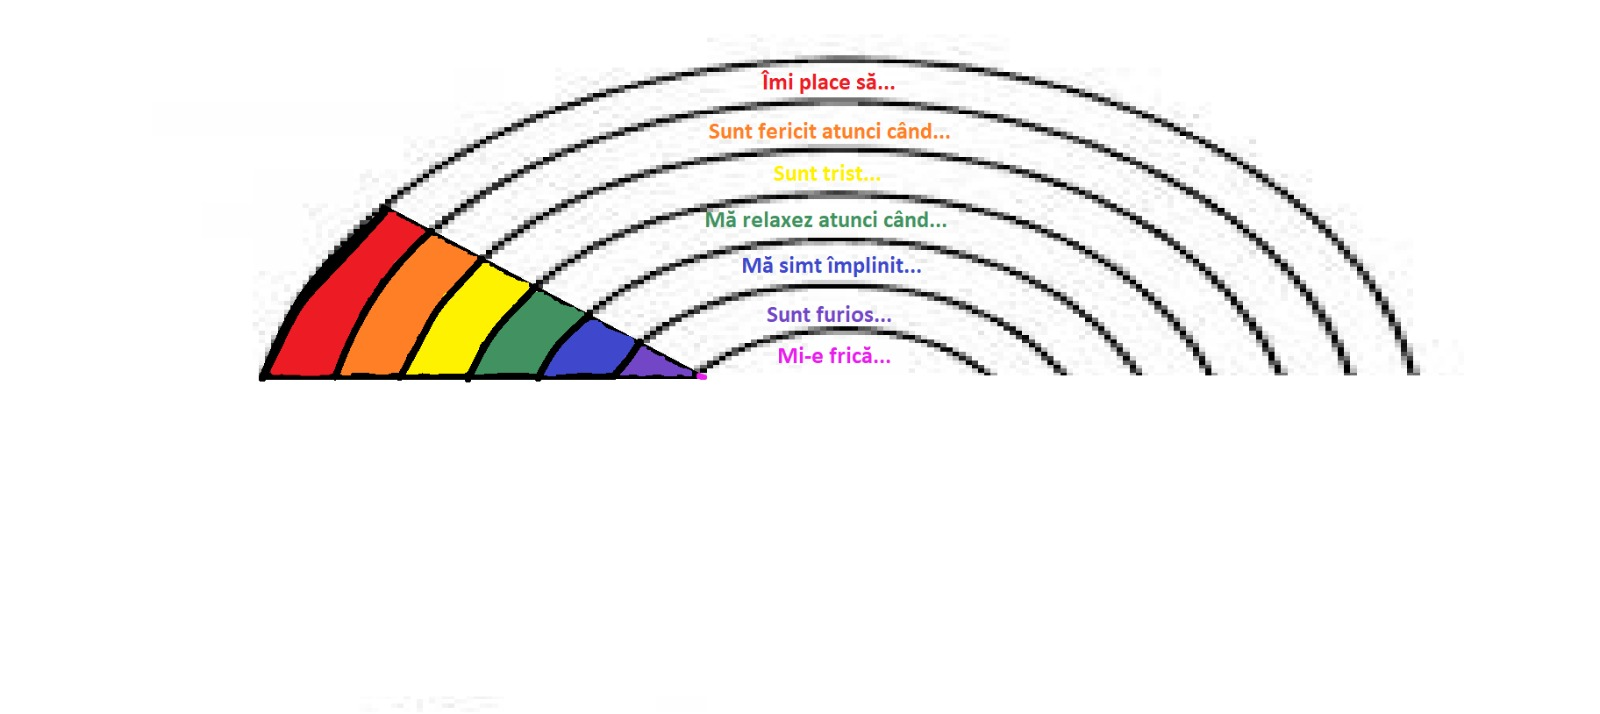 Îmi place să...
Sunt fericit atunci când...
Sunt trist...
Mă relaxez atunci când...
Mă simt împlinit...
Sunt furios...
Mi-e frică...